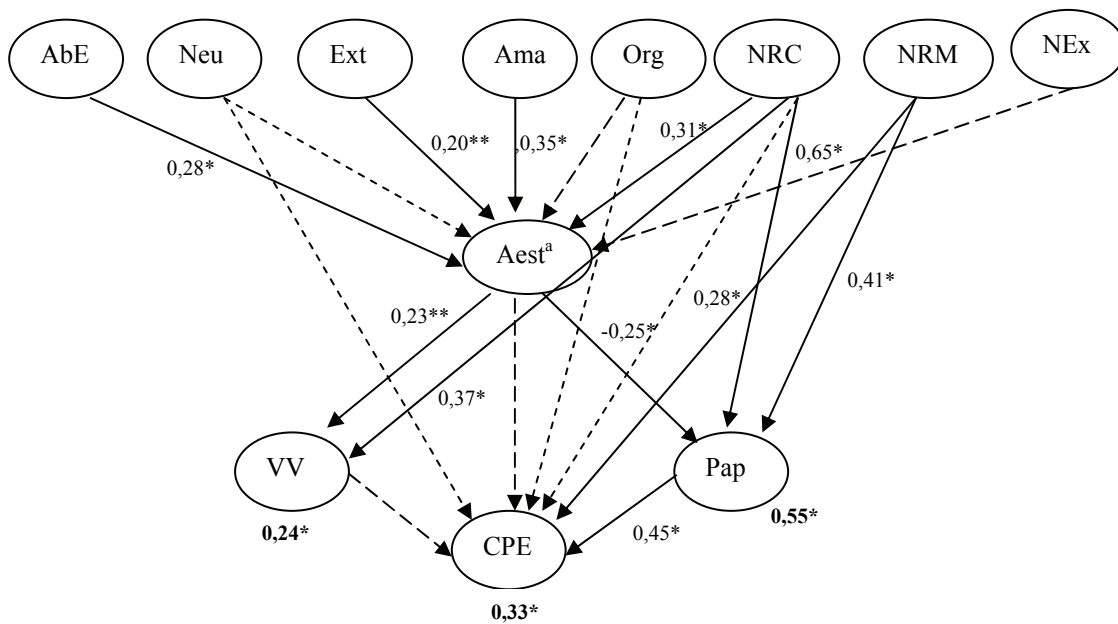 AbE
Neu
Ext
Ama
Org
NRC
NRM
NEx
0,28*
0,20**
,0,35*
0,31*
0,65*
Aestª
0,23**
-0,25*
0,28*
0,41*
0,37*
VV
Pap
0,24*
CPE
0,45*
0,55*
0,33*